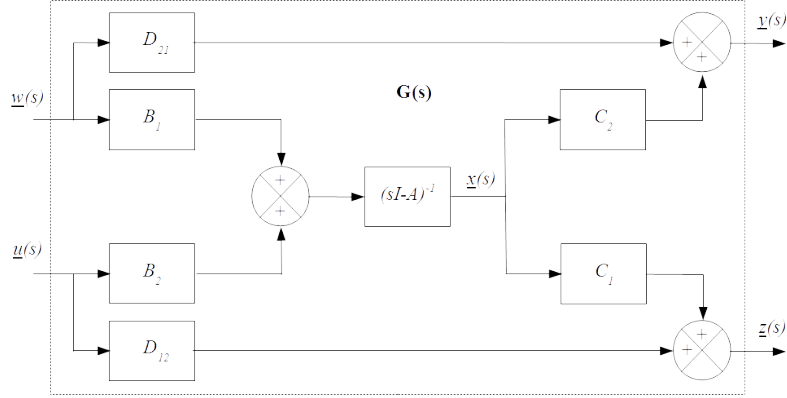 D21
y(s)
w(s)
B1
G(s)
C2
+
+
+
+
(sI-A)-1
x(s)
u(s)
B2
C1
D12
+
+
z(s)